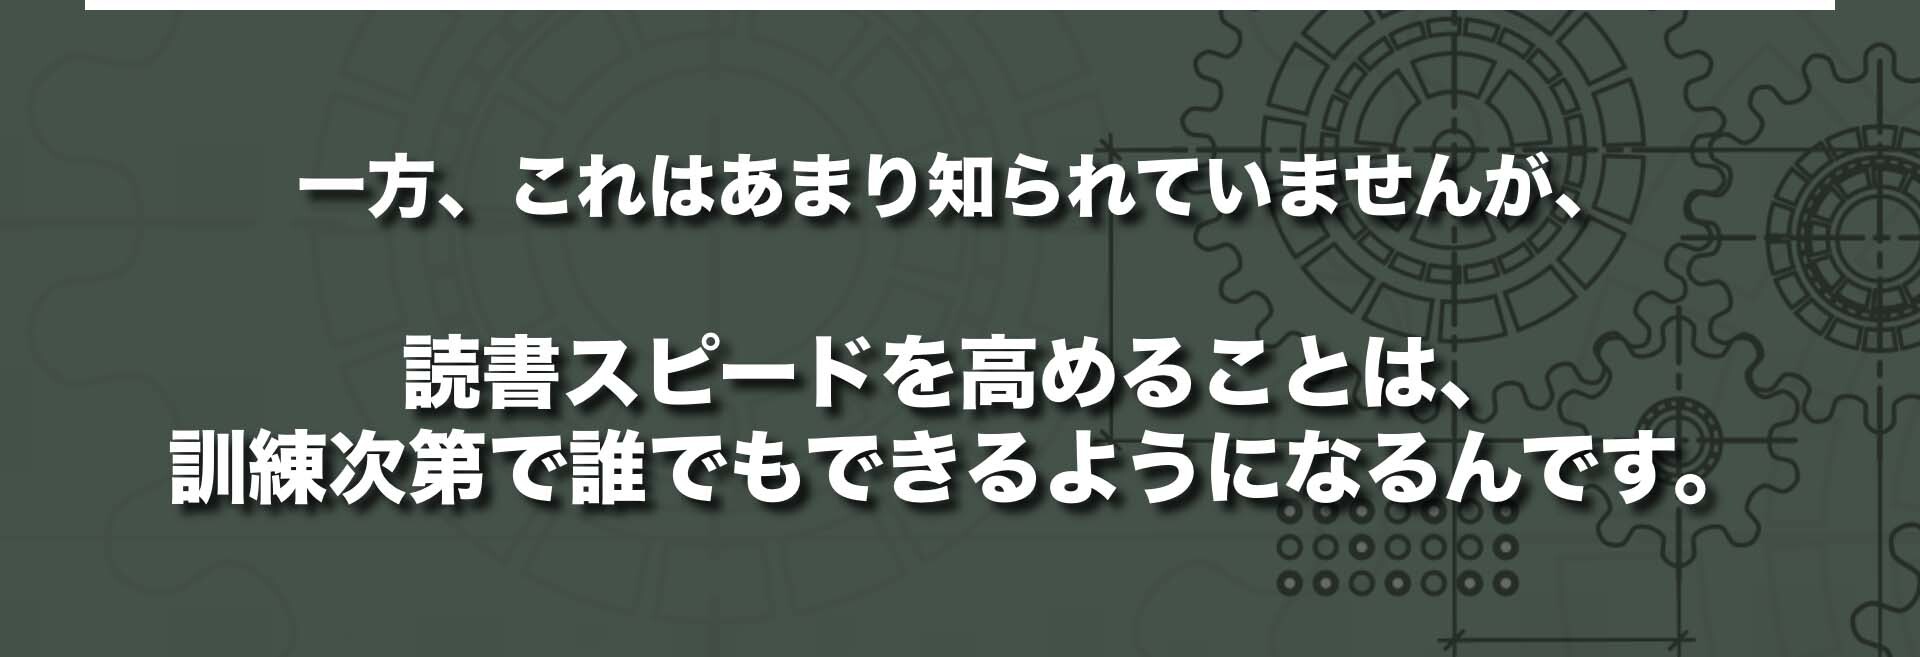 一方、これはあまり知られていませんが、
読書スピードを高めることは、
訓練次第で誰でもできるようになるんです。